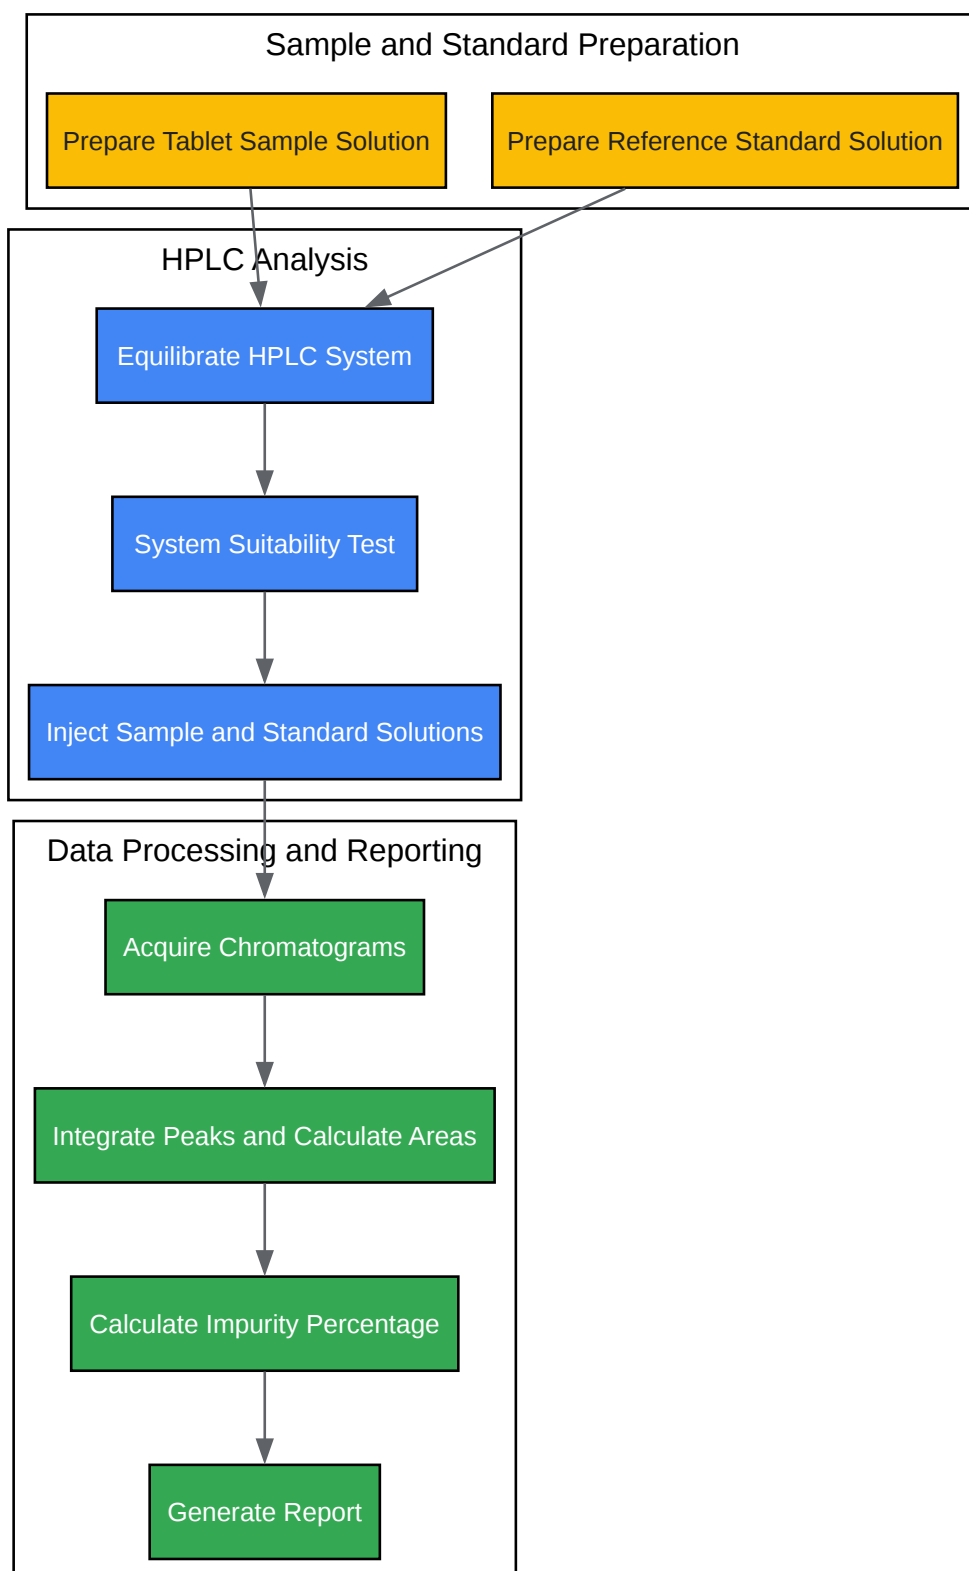 Sample and Standard Preparation
Prepare Tablet Sample Solution
Prepare Reference Standard Solution
HPLC Analysis
Equilibrate HPLC System
System Suitability Test
Inject Sample and Standard Solutions
Data Processing and Reporting
Acquire Chromatograms
Integrate Peaks and Calculate Areas
Calculate Impurity Percentage
Generate Report